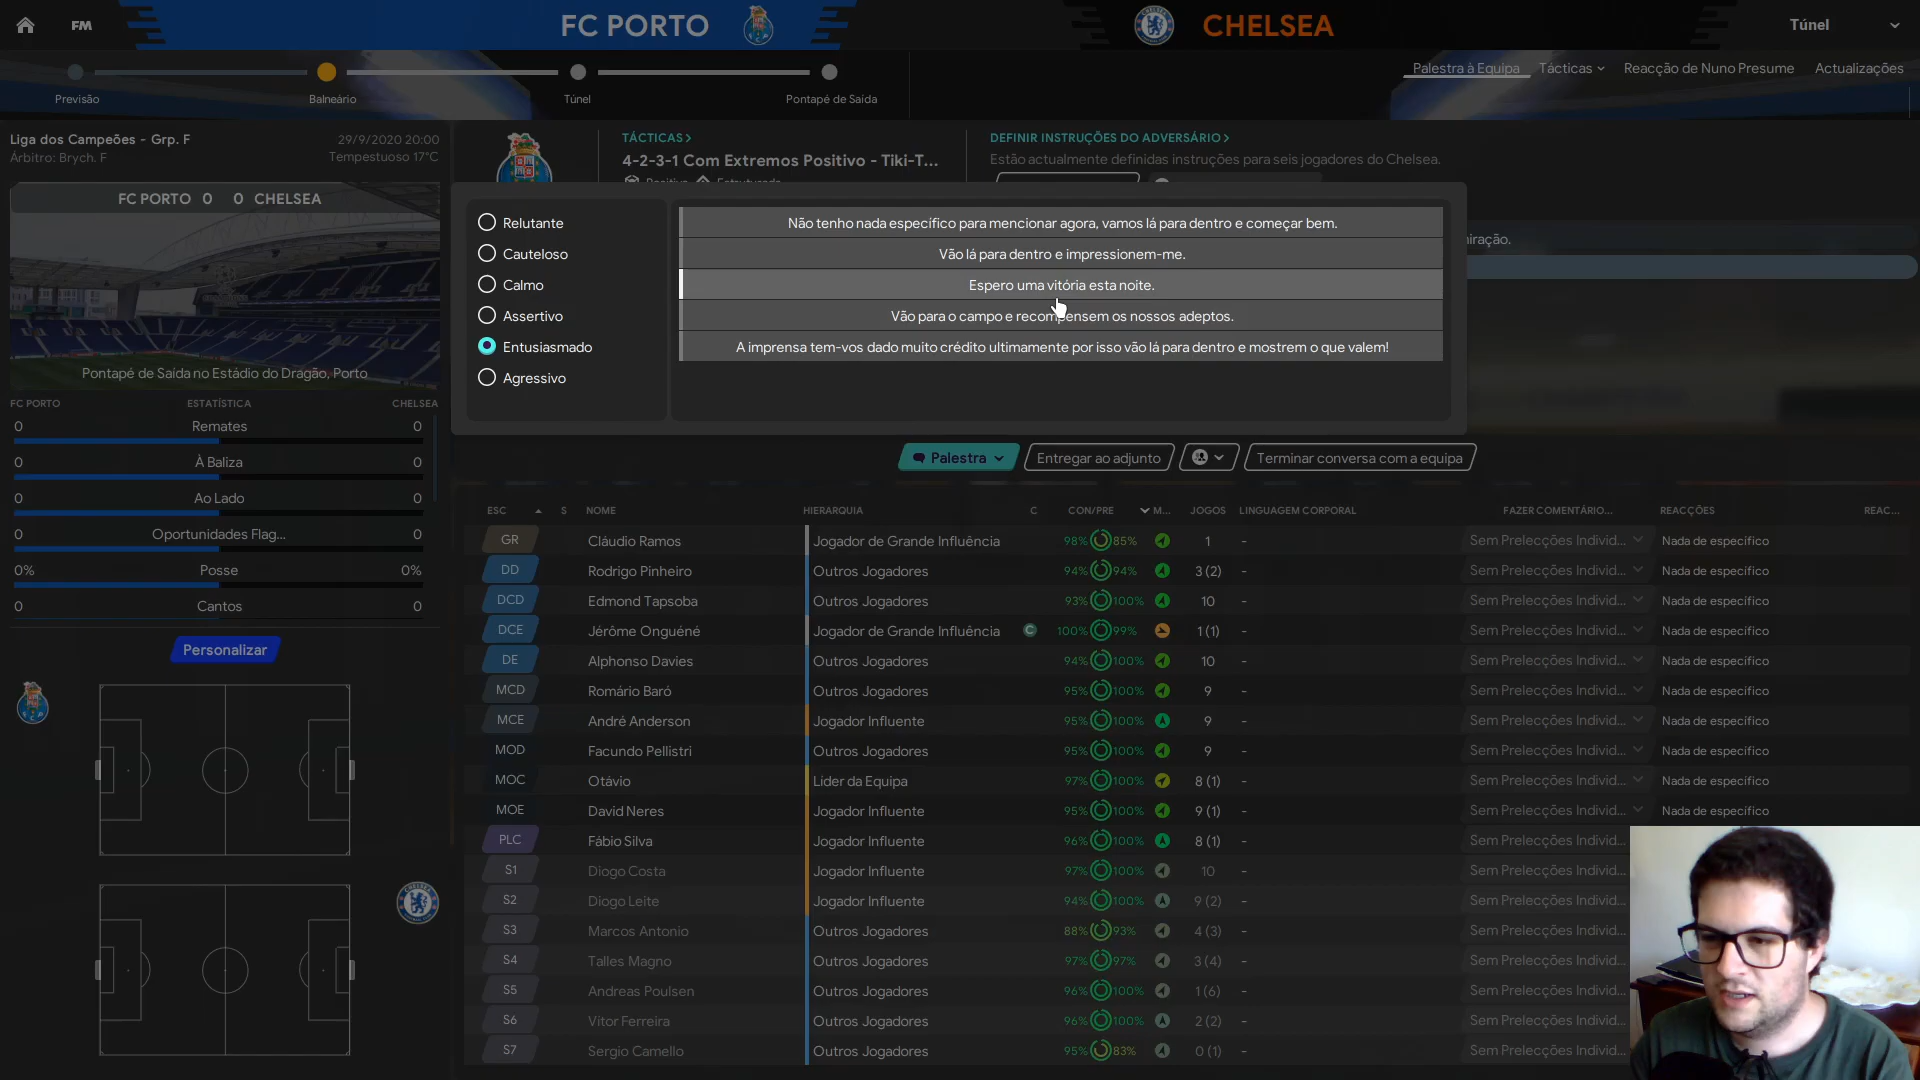 FM
FC PORTO
CHELSEA
Túnel
Previsão
Balneário
Túnel
Pontapé de Saída
Palestra à Equipa
Tácticas
Reacção de Nuno Presume
Actualizações
Liga dos Campeões - Grp. F
29/9/2020 20:00
Árbitro: Brych. F
Tempestuoso 17°C
FC PORTO 0 0 CHELSEA
Pontapé de Saída no Estádio do Dragão, Porto
FC PORTO ESTATÍSTICA CHELSEA
0 Remates 0
0 À Baliza 0
0 Ao Lado 0
0 Oportunidades Flag... 0
0% Posse 0%
0 Cantos 0
Personalizar
TÁCTICAS >
4-2-3-1 Com Extremos Positivo - Tiki-T...
DEFINIR INSTRUÇÕES DO ADVERSÁRIO >
Estão actualmente definidas instruções para seis jogadores do Chelsea.
Relutante
Cauteloso
Calmo
Assertivo
Entusiasmado
Agressivo
Não tenho nada específico para mencionar agora, vamos lá para dentro e começar bem.
Vão lá para dentro e impressionem-me.
Espero uma vitória esta noite.
Vão para o campo e recompensem os nossos adeptos.
A imprensa tem-vos dado muito crédito ultimamente por isso vão lá para dentro e mostrem o que valem!
Palestra
Entregar ao adjunto
Terminar conversa com a equipa
ESC S NOME HIERARQUIA C CON/PRE M... JOGOS LINGUAGEM CORPORAL FAZER COMENTÁRIO... REACÇÕES REAC...
GR Cláudio Ramos Jogador de Grande Influência 98% 85% 1 - Sem Prelecções Individ... Nada de específico
DD Rodrigo Pinheiro Outros Jogadores 94% 94% 3 (2) - Sem Prelecções Individ... Nada de específico
DCD Edmond Tapsoba Outros Jogadores 93% 100% 10 - Sem Prelecções Individ... Nada de específico
DCE Jérôme Onguéné Jogador de Grande Influência C 100% 99% 1 (1) - Sem Prelecções Individ... Nada de específico
DE Alphonso Davies Outros Jogadores 94% 100% 10 - Sem Prelecções Individ... Nada de específico
MCD Romário Baró Outros Jogadores 95% 100% 9 - Sem Prelecções Individ... Nada de específico
MCE André Anderson Jogador Influente 95% 100% 9 - Sem Prelecções Individ... Nada de específico
MOD Facundo Pellistri Outros Jogadores 95% 100% 9 - Sem Prelecções Individ... Nada de específico
MOC Otávio Lider da Equipa 97% 100% 8 (1) - Sem Prelecções Individ... Nada de específico
MOE David Neres Jogador Influente 95% 100% 9 (1) - Sem Prelecções Individ... Nada de específico
PLC Fábio Silva Jogador Influente 96% 100% 8 (1) - Sem Prelecções Individ...
S1 Diogo Costa Jogador Influente 97% 100% 10 - Sem Prelecções Individ...
S2 Diogo Leite Jogador Influente 94% 100% 9 (2) - Sem Prelecções Individ...
S3 Marcos Antonio Outros Jogadores 88% 93% 4 (3) - Sem Prelecções Individ...
S4 Talles Magno Outros Jogadores 97% 97% 3 (4) - Sem Prelecções Individ...
S5 Andreas Poulsen Outros Jogadores 96% 100% 1 (6) - Sem Prelecções Individ...
S6 Vítor Ferreira Outros Jogadores 96% 100% 2 (2) - Sem Prelecções Individ...
S7 Sergio Camello Outros Jogadores 95% 83% 0 (1) - Sem Prelecções Individ...